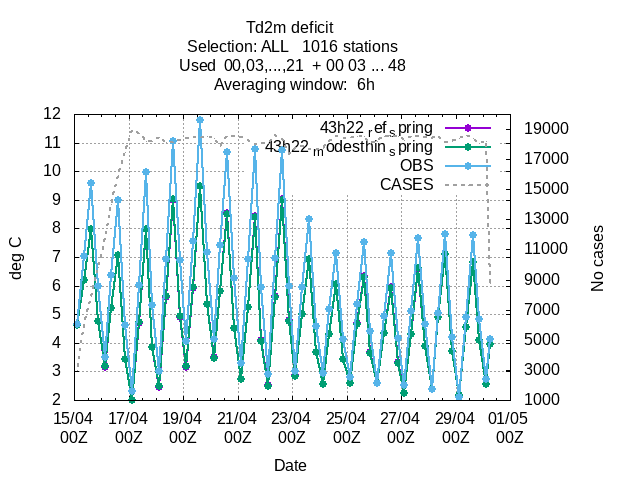 Td2m deficit
Selection: ALL   1016 stations
Used  00,03,...,21  + 00 03 ... 48
Averaging window:  6h
deg C
12
11
10
9
8
7
6
5
4
3
2
43h22_ref_spring
43h22_modesthin_spring
OBS
CASES
19000
17000
15000
13000
11000
9000
7000
5000
3000
1000
No cases
15/04 17/04 19/04 21/04 23/04 25/04 27/04 29/04 01/05
00Z 00Z 00Z 00Z 00Z 00Z 00Z 00Z 00Z
Date